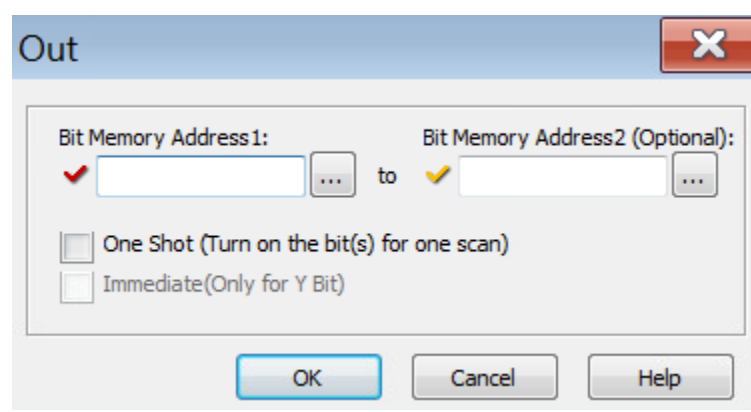 Out
Bit Memory Address1: Bit Memory Address2 (Optional):
... to ...
One Shot (Turn on the bit(s) for one scan)
Immediate(Only for Y Bit)
OK Cancel Help